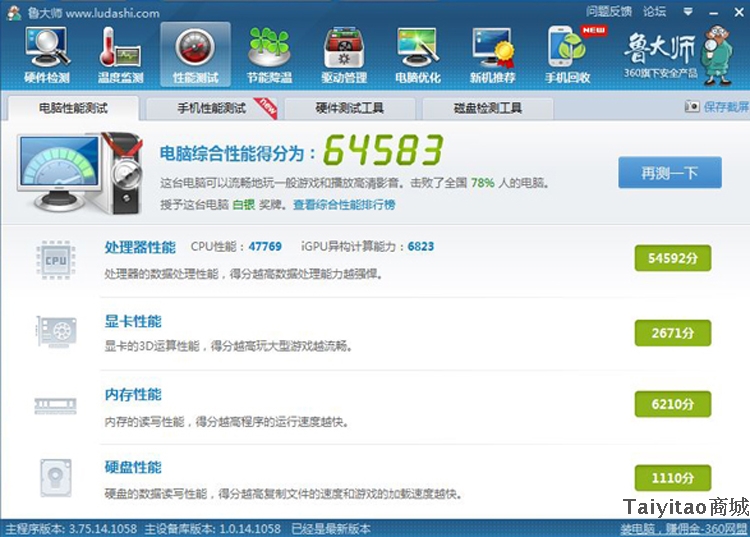 鲁大师 www.ludashi.com 问题反馈 论坛
硬件检测 温度监测 性能测试 节能降温 驱动管理 电脑优化 新机推荐 手机回收 NEW
鲁大师
360旗下安全产品
电脑性能测试 手机性能测试 new 硬件测试工具 磁盘检测工具 保存截屏
电脑综合性能得分为：64583
这台电脑可以流畅地玩一般游戏和播放高清影音。击败了全国 78% 人的电脑。
授予这台电脑 白银 奖牌。查看综合性能排行榜
再测一下
CPU
处理器性能 CPU性能：47769 iGPU异构计算能力：6823
处理器的数据处理性能，得分越高数据处理能力越强悍。
54592分
显卡性能
显卡的3D运算性能，得分越高玩大型游戏越流畅。
2671分
内存性能
内存的读写性能，得分越高程序的运行速度越快。
6210分
硬盘性能
硬盘的数据读写性能，得分越高复制文件的速度和游戏的加载速度越快。
1110分
Taiyitao商城
主程序版本: 3.75.14.1058 主设备库版本: 1.0.14.1058 已经是最新版本 装电脑，赚佣金-360网盟